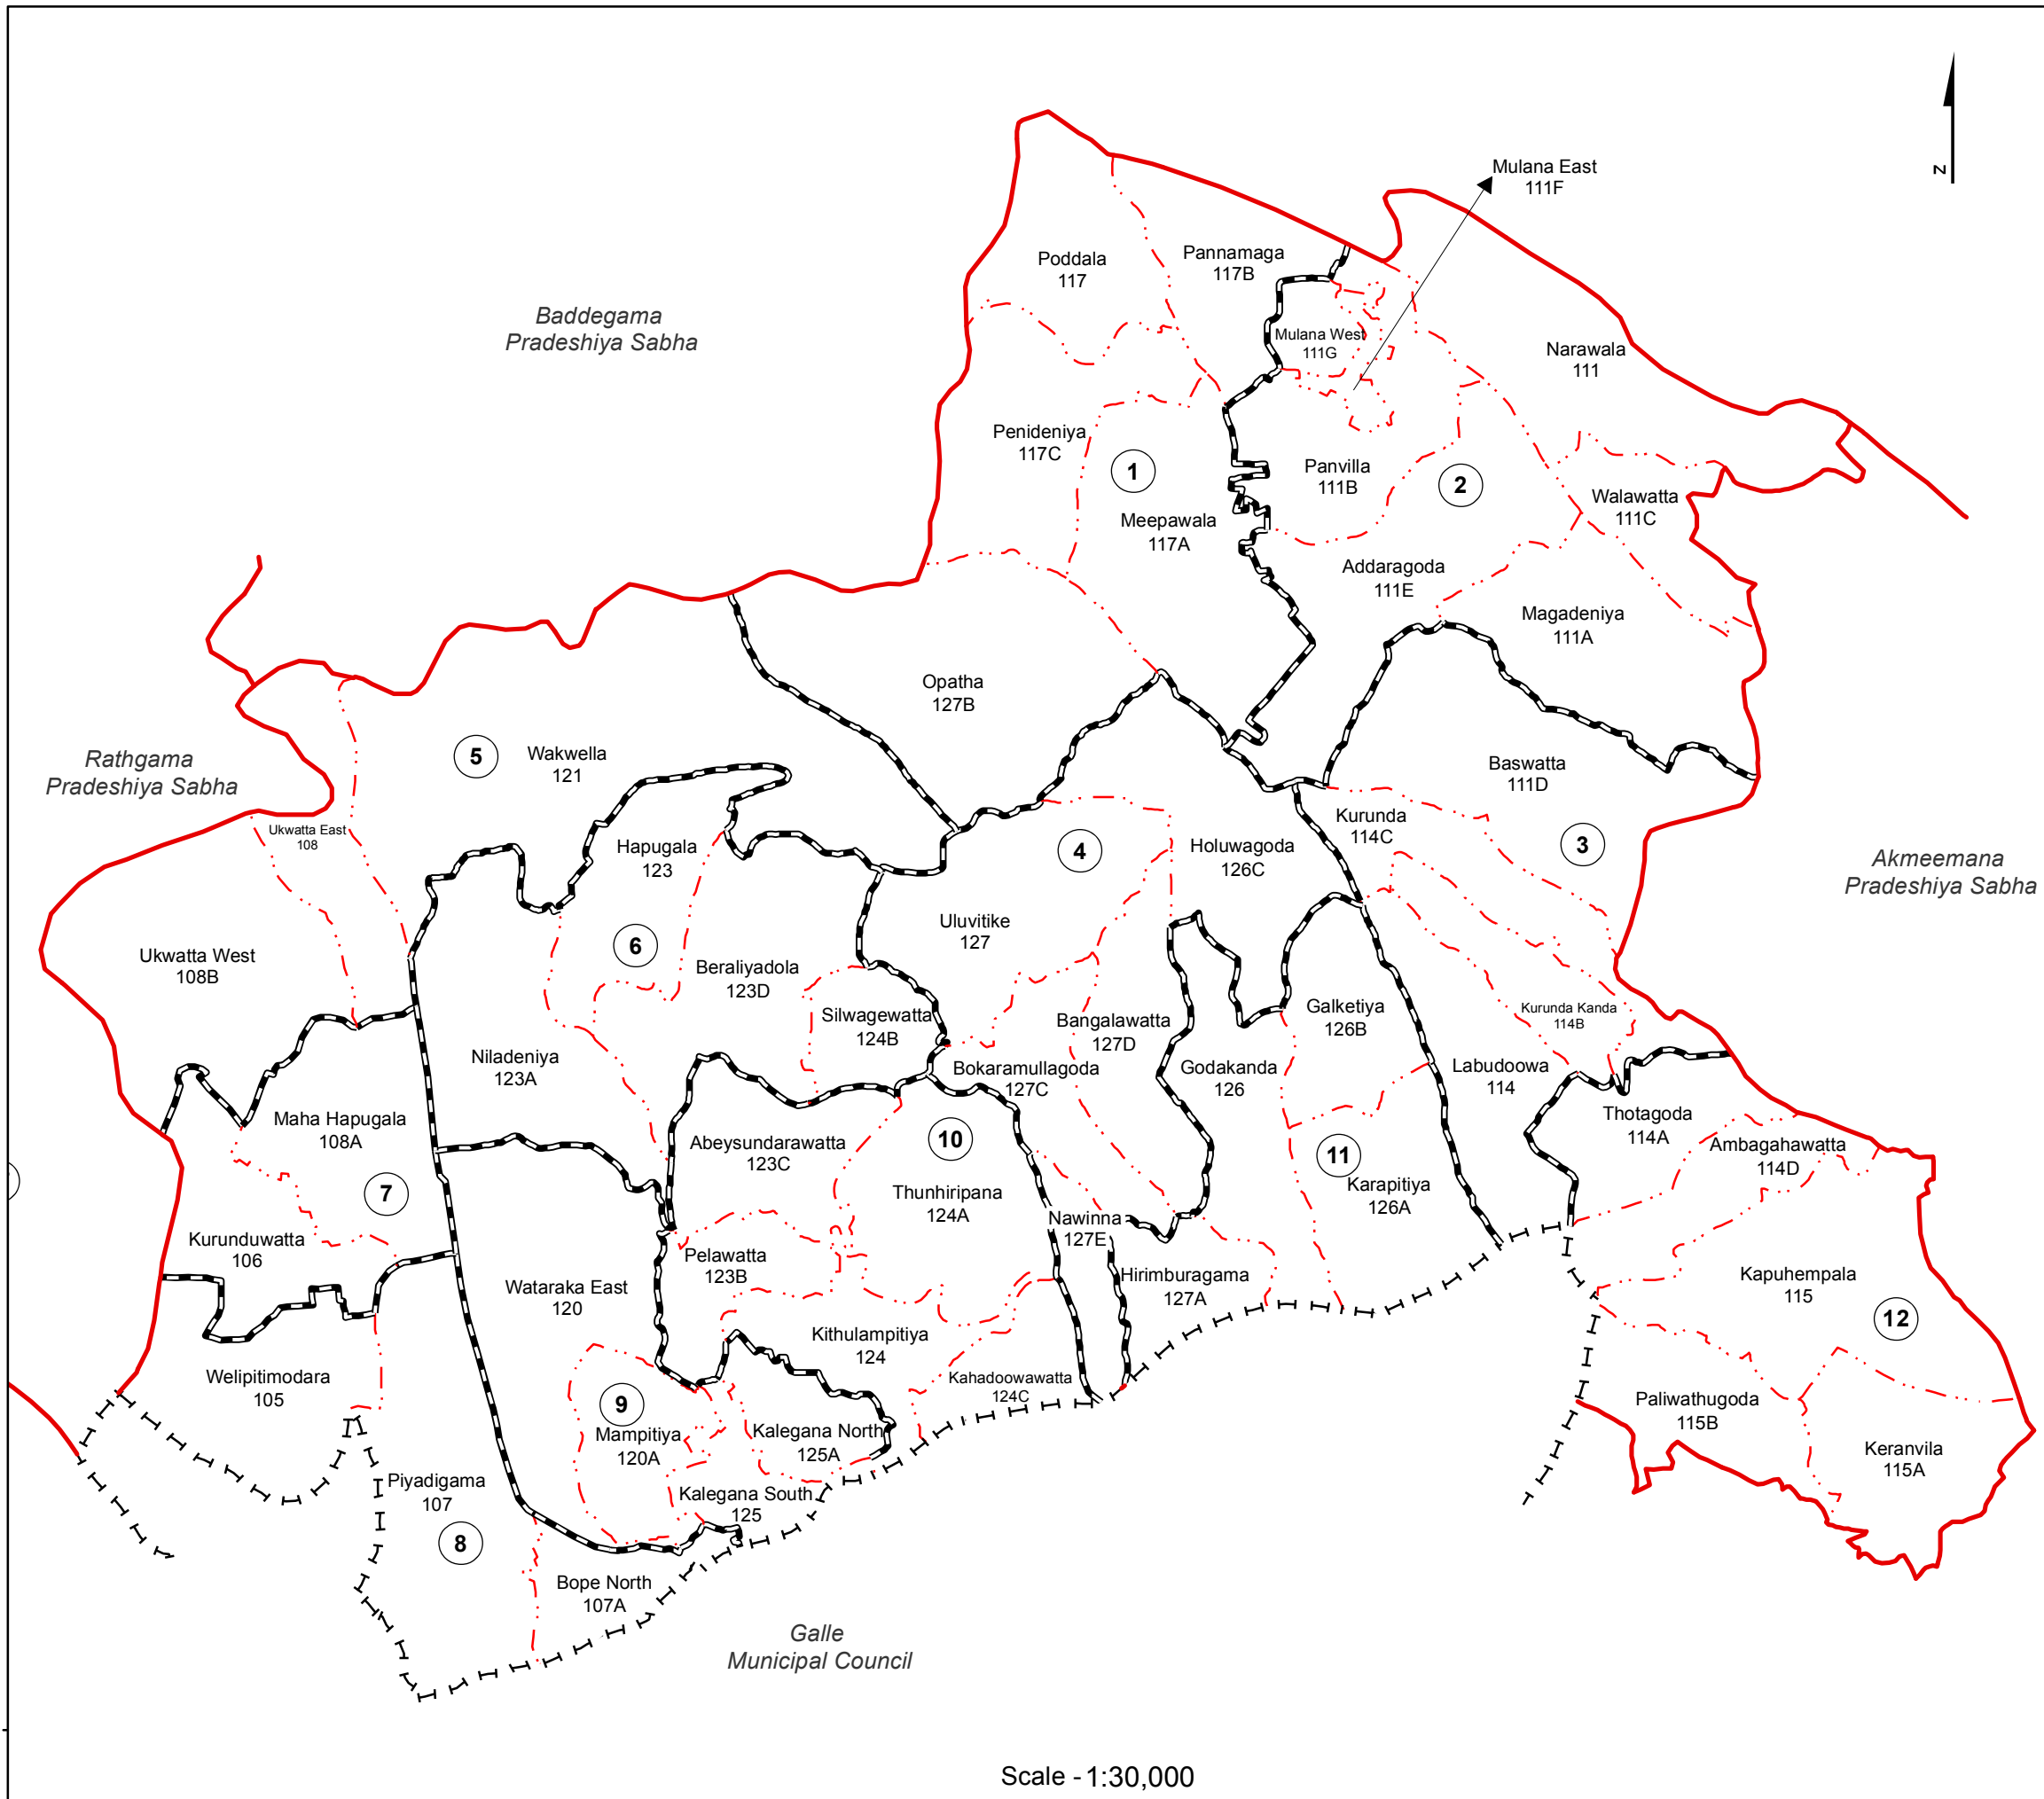 Mulana East
111F
N
Poddala
117
Pannamaga
117B
Baddegama
Pradeshiya Sabha
Mulana West
111G
Narawala
111
Penideniya
117C
1
Panvilla
111B
2
Walawatta
111C
Meepawala
117A
Addaragoda
111E
Magadeniya
111A
Opatha
127B
Rathgama
Pradeshiya Sabha
5
Wakwella
121
Baswatta
111D
Ukwatta East
108
Hapugala
123
4
Holuwagoda
126C
Kurunda
114C
3
Akmeemana
Pradeshiya Sabha
Ukwatta West
108B
6
Uluvitike
127
Beraliyadola
123D
Silwagewatta
124B
Bangalawatta
127D
Galketiya
126B
Kurunda Kanda
114B
Niladeniya
123A
Bokaramullagoda
127C
Godakanda
126
Labudoowa
114
Maha Hapugala
108A
Abeysundarawatta
123C
10
11
Thotagoda
114A
Ambagahawatta
114D
7
Thunhiripana
124A
Karapitiya
126A
Kurunduwatta
106
Nawinna
127E
Pelawatta
123B
Wataraka East
120
Hirimburagama
127A
Kapuhempala
115
12
Kithulampitiya
124
Welipitimodara
105
Kahadoowawatta
124C
9
Mampitiya
120A
Kalegana North
125A
Paliwathugoda
115B
Keranvila
115A
Piyadigama
107
Kalegana South
125
8
Bope North
107A
Galle
Municipal Council
Scale - 1:30,000